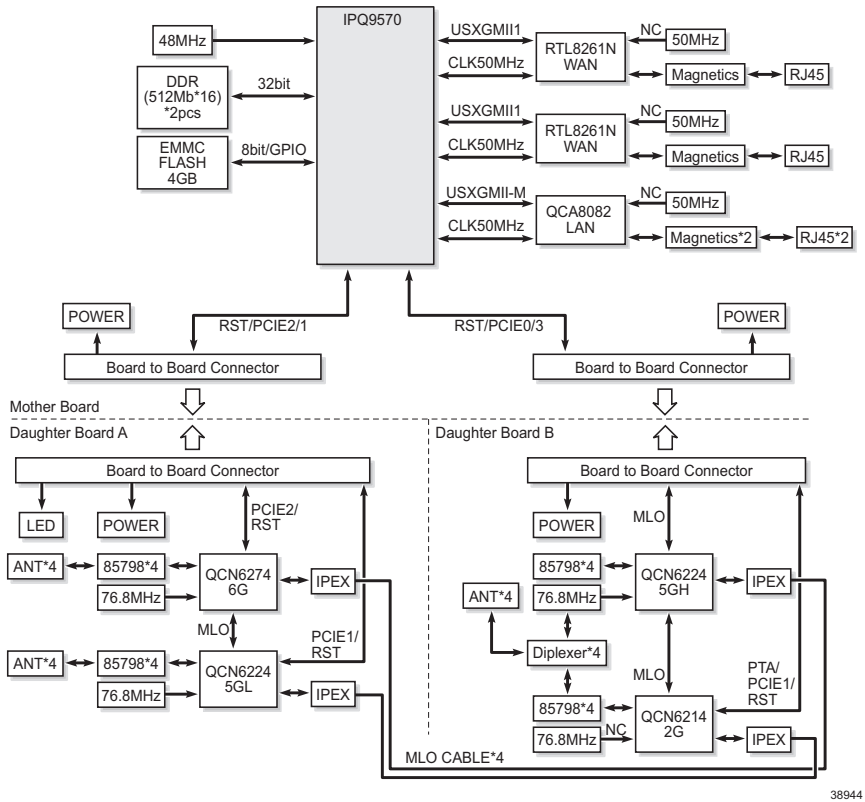 IPQ9570
48MHz
DDR
(512Mb*16)
*2pcs
32bit
EMMC
FLASH
4GB
8bit/GPIO
USXGMII1
CLK50MHz
RTL8261N
WAN
NC
50MHz
Magnetics
RJ45
USXGMII1
CLK50MHz
RTL8261N
WAN
NC
50MHz
Magnetics
RJ45
USXGMII-M
CLK50MHz
QCA8082
LAN
NC
50MHz
Magnetics*2
RJ45*2
POWER
RST/PCIE2/1
RST/PCIE0/3
POWER
Board to Board Connector
Board to Board Connector
Mother Board
Daughter Board A
Board to Board Connector
LED
POWER
PCIE2/
RST
ANT*4
85798*4
76.8MHz
QCN6274
6G
IPEX
MLO
PCIE1/
RST
ANT*4
85798*4
76.8MHz
QCN6224
5GL
IPEX
Daughter Board B
Board to Board Connector
POWER
MLO
85798*4
76.8MHz
QCN6224
5GH
IPEX
ANT*4
Diplexer*4
MLO
PTA/
PCIE1/
RST
85798*4
76.8MHz
NC
QCN6214
2G
IPEX
MLO CABLE*4
38944